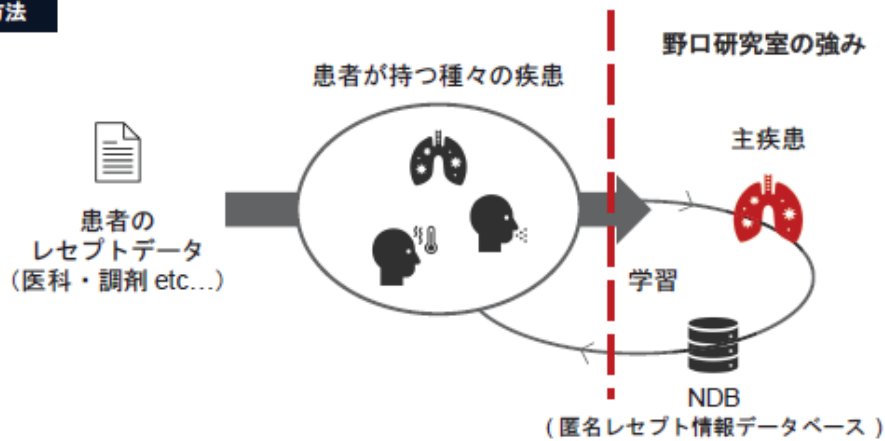 方法
野口研究室の強み
患者が持つ種々の疾患
主疾患
患者の
レセプトデータ
（医科・調剤 etc...）
学習
NDB
( 匿名レセプト情報データベース )